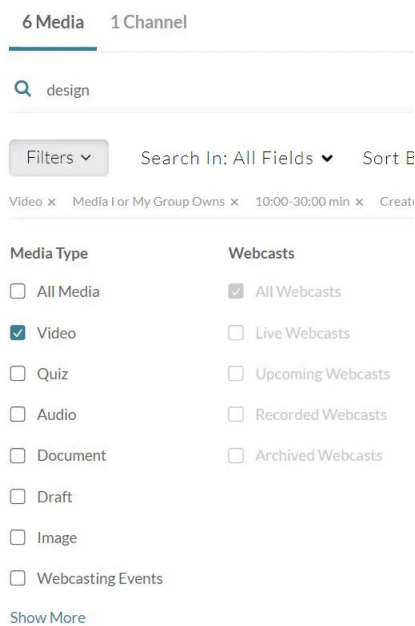 6 Media 1 Channel
design
Filters Search In: All Fields Sort B
Video × Media I or My Group Owns × 10:00-30:00 min × Create
Media Type Webcasts
All Media All Webcasts
Video Live Webcasts
Quiz Upcoming Webcasts
Audio Recorded Webcasts
Document Archived Webcasts
Draft
Image
Webcasting Events
Show More